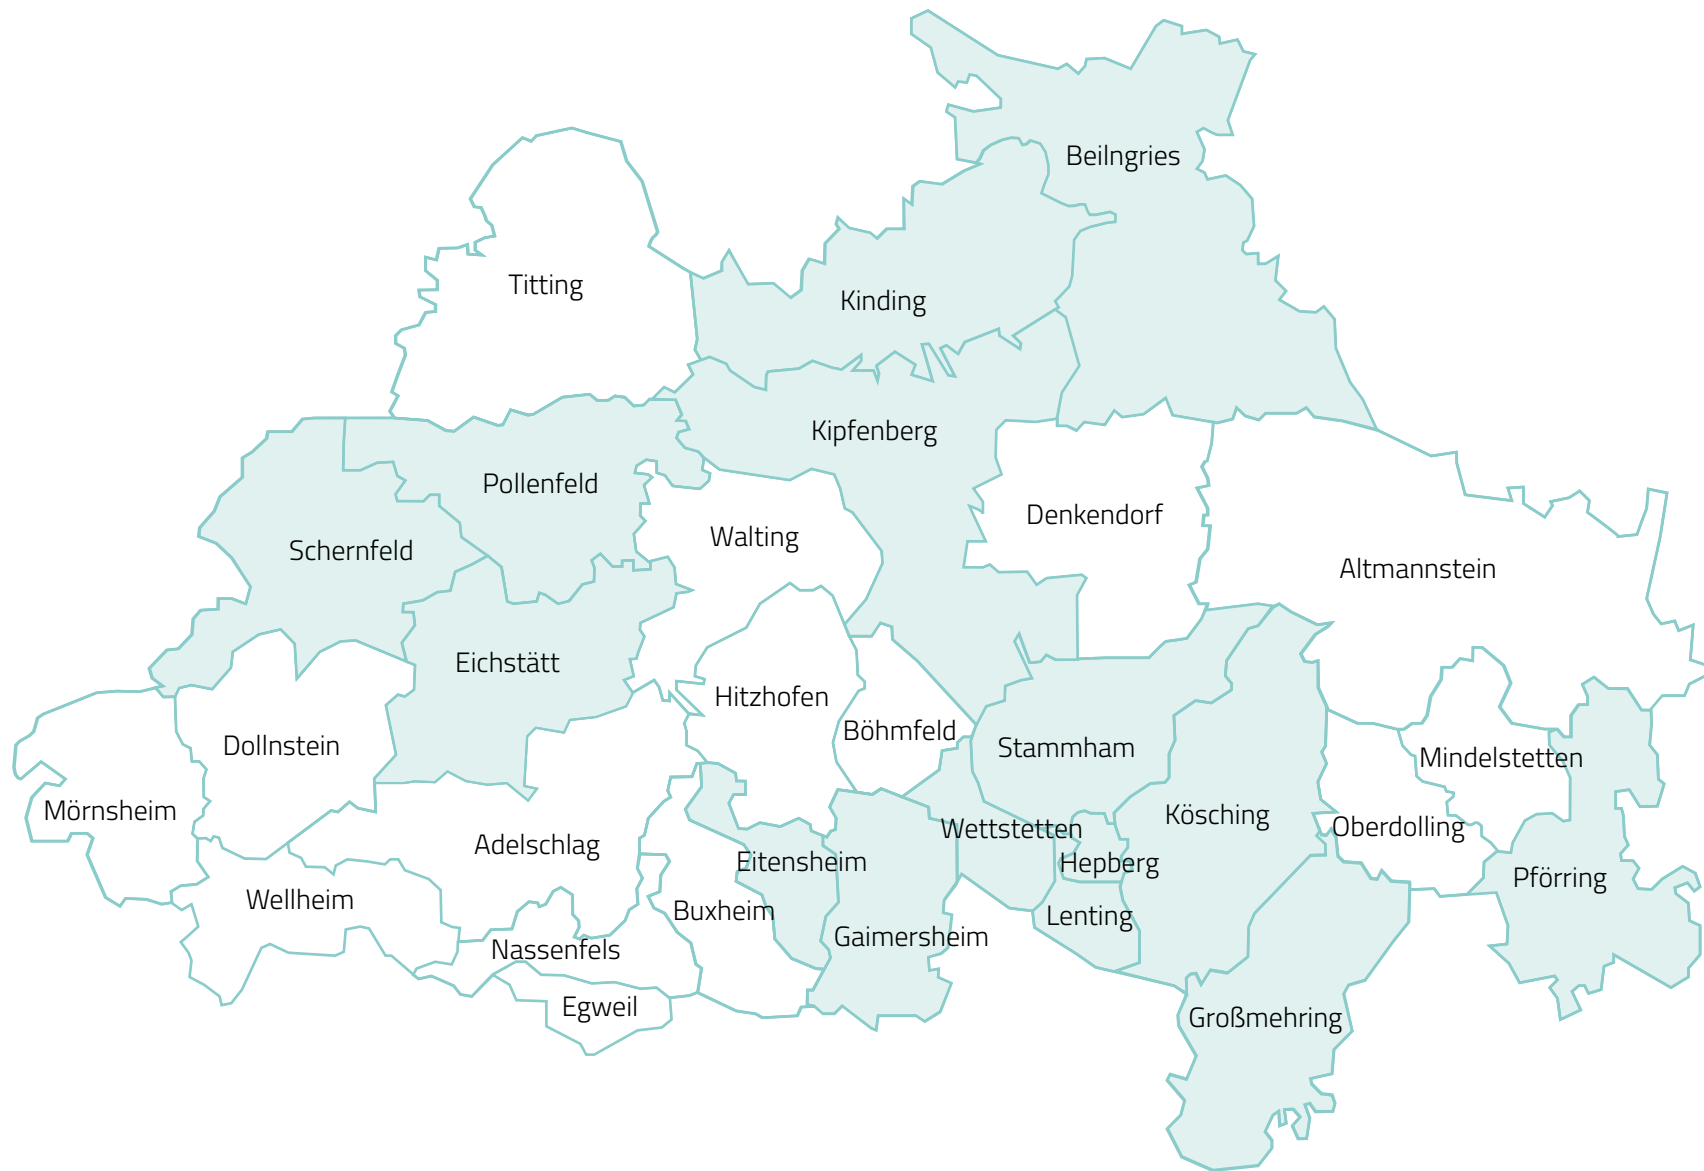 Beilngries
Titting
Kinding
Kipfenberg
Pollenfeld
Denkendorf
Walting
Schernfeld
Altmannstein
Eichstätt
Hitzhofen
Böhmfeld
Dollnstein
Stammham
Mindelstetten
Mörnsheim
Kösching
Oberdolling
Wettstetten
Adelschlag
Eitensheim
Hepberg
Pförring
Wellheim
Buxheim
Lenting
Gaimersheim
Nassenfels
Egweil
Großmehring